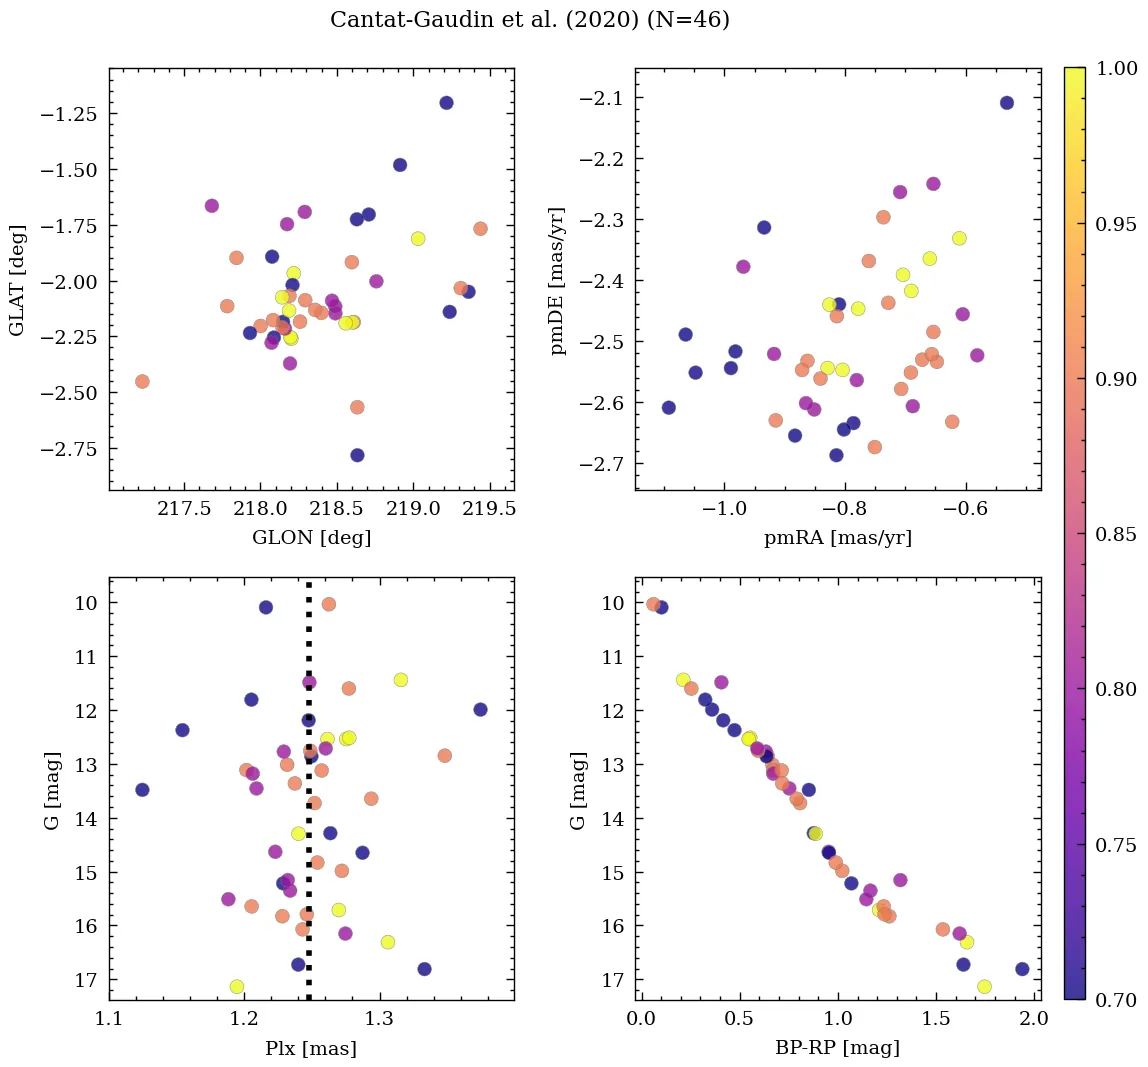 Cantat-Gaudin et al. (2020) (N=46)
−1.25
−1.50
−1.75
−2.00
−2.25
−2.50
−2.75
GLAT [deg]
217.5 218.0 218.5 219.0 219.5
GLON [deg]
−2.1
−2.2
−2.3
−2.4
−2.5
−2.6
−2.7
pmDE [mas/yr]
−1.0 −0.8 −0.6
pmRA [mas/yr]
10
11
12
13
14
15
16
17
G [mag]
1.1 1.2 1.3
Plx [mas]
10
11
12
13
14
15
16
17
G [mag]
0.0 0.5 1.0 1.5 2.0
BP-RP [mag]
1.00
0.95
0.90
0.85
0.80
0.75
0.70